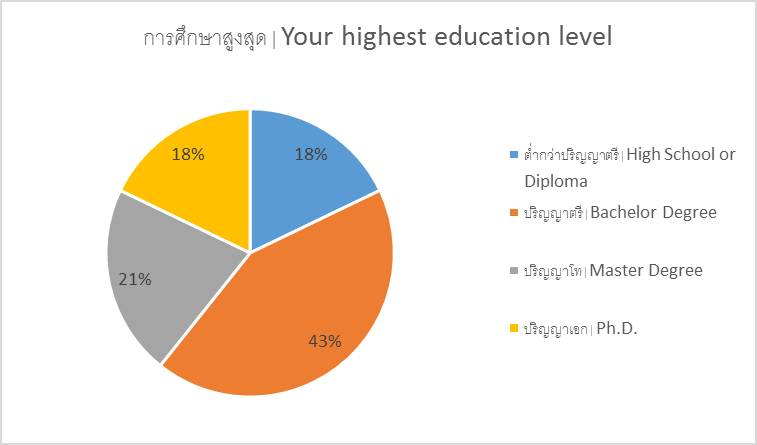 การศึกษาสูงสุด | Your highest education level
18%
18%
21%
43%
ต่ำกว่าปริญญาตรี | High School or
Diploma
ปริญญาตรี | Bachelor Degree
ปริญญาโท | Master Degree
ปริญญาเอก | Ph.D.